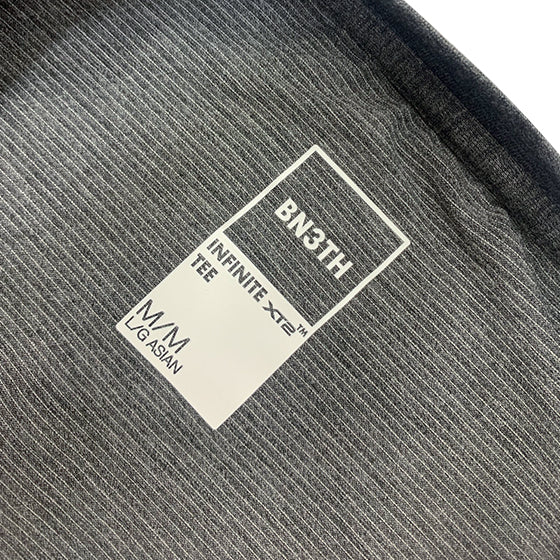 BN3TH
INFINITE XT2™
TEE
M/M
L/G ASIAN